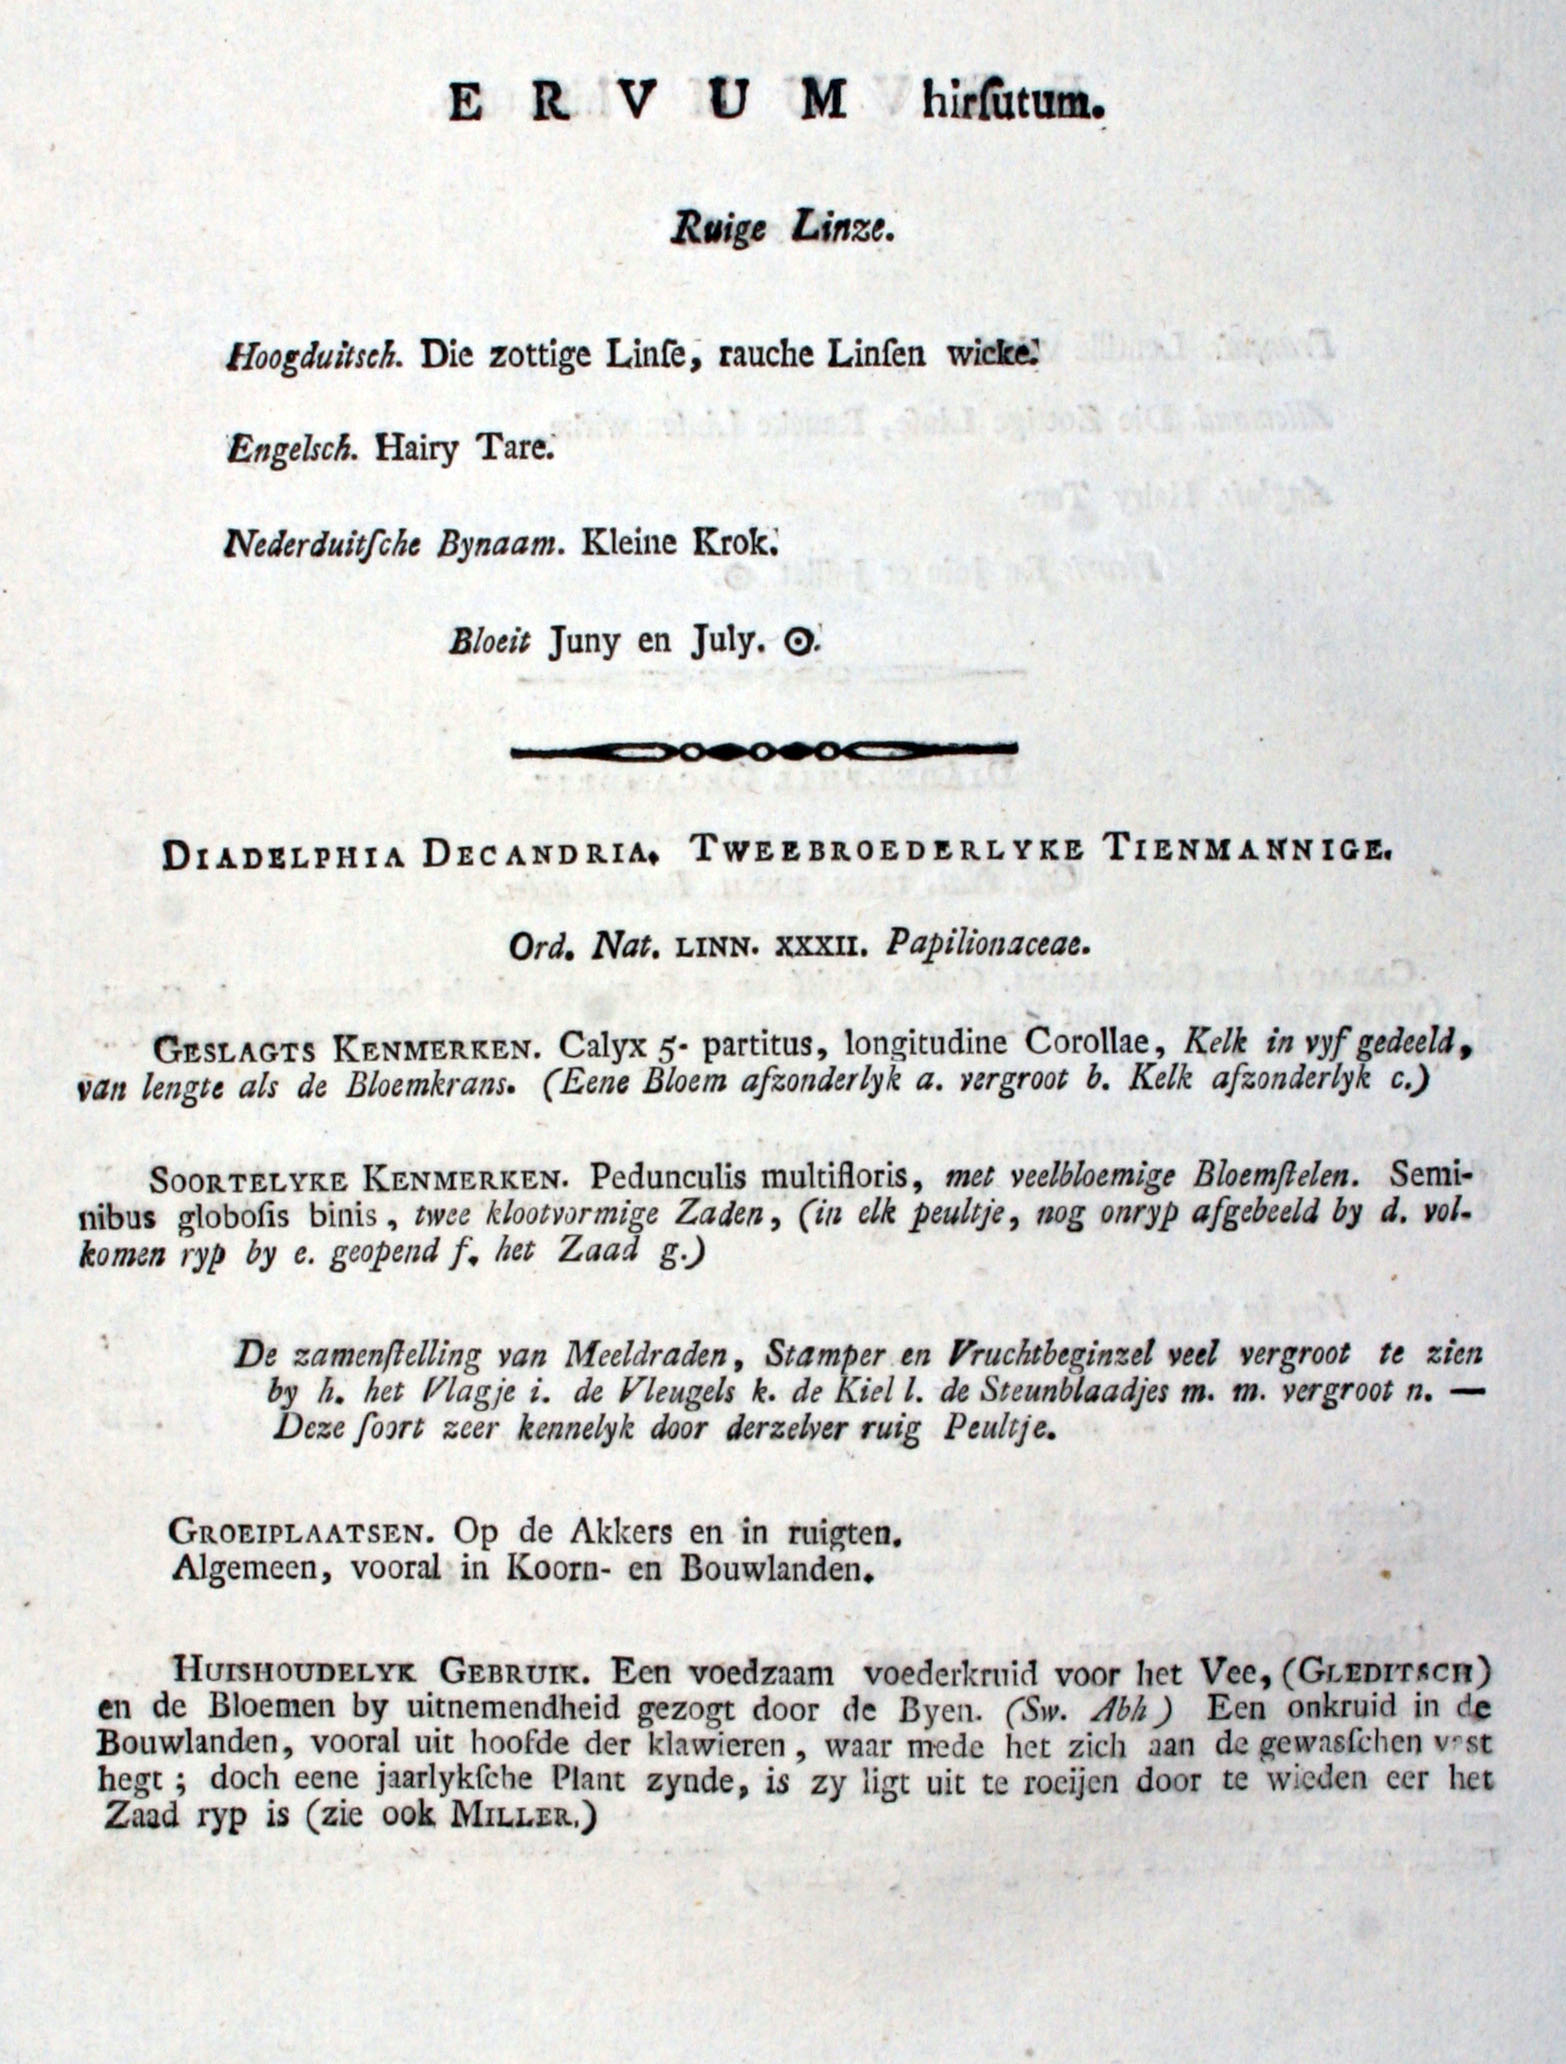 ERVUM hirſutum.
Ruige Linze.
Hoogduitsch. Die zottige Linſe, rauche Linſen wicke.
Engelsch. Hairy Tare.
Nederduitſche Bynaam. Kleine Krok.
Bloeit Juny en July. ☉.
DIADELPHIA DECANDRIA. TWEEBROEDERLYKE TIENMANNIGE.
Ord. Nat. LINN. XXXII. Papilionaceae.
GESLAGTS KENMERKEN. Calyx 5- partitus, longitudine Corollae, Kelk in vyf gedeeld,
van lengte als de Bloemkrans. (Eene Bloem afzonderlyk a. vergroot b. Kelk afzonderlyk c.)
SOORTELYKE KENMERKEN. Pedunculis multifloris, met veelbloemige Bloemſtelen. Semi-
nibus globoſis binis, twee klootvormige Zaden, (in elk peultje, nog onryp afgebeeld by d. vol-
komen ryp by e. geopend f. het Zaad g.)
De zamenſtelling van Meeldraden, Stamper en Vruchtbeginzel veel vergroot te zien
by h. het Vlagje i. de Vleugels k. de Kiel l. de Steunblaadjes m. m. vergroot n. —
Deze ſoort zeer kennelyk door derzelver ruig Peultje.
GROEIPLAATSEN. Op de Akkers en in ruigten.
Algemeen, vooral in Koorn- en Bouwlanden.
HUISHOUDELYK GEBRUIK. Een voedzaam voederkruid voor het Vee, (GLEDITSCH)
en de Bloemen by uitnemendheid gezogt door de Byen. (Sw. Abh) Een onkruid in de
Bouwlanden, vooral uit hoofde der klawieren, waar mede het zich aan de gewasſchen vast
hegt; doch eene jaarlykſche Plant zynde, is zy ligt uit te roeijen door te wieden eer het
Zaad ryp is (zie ook MILLER.)